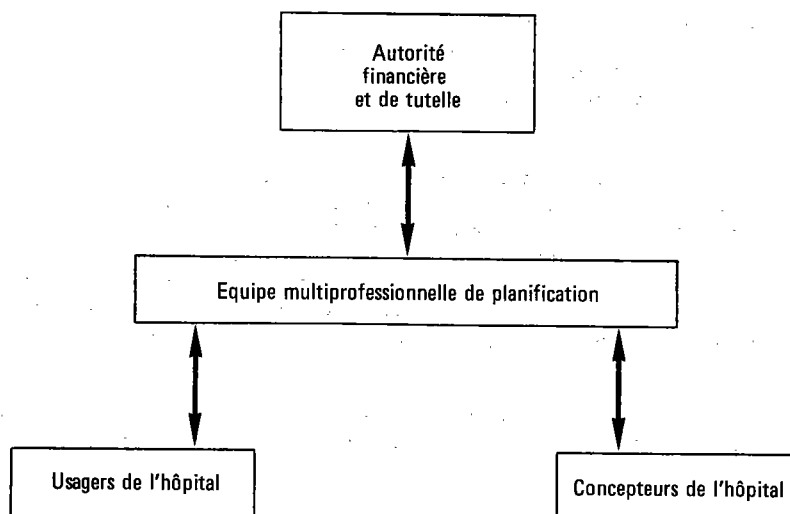 Autorité
financière
et de tutelle
Equipe multiprofessionnelle de planification
Usagers de l'hôpital
Concepteurs de l'hôpital